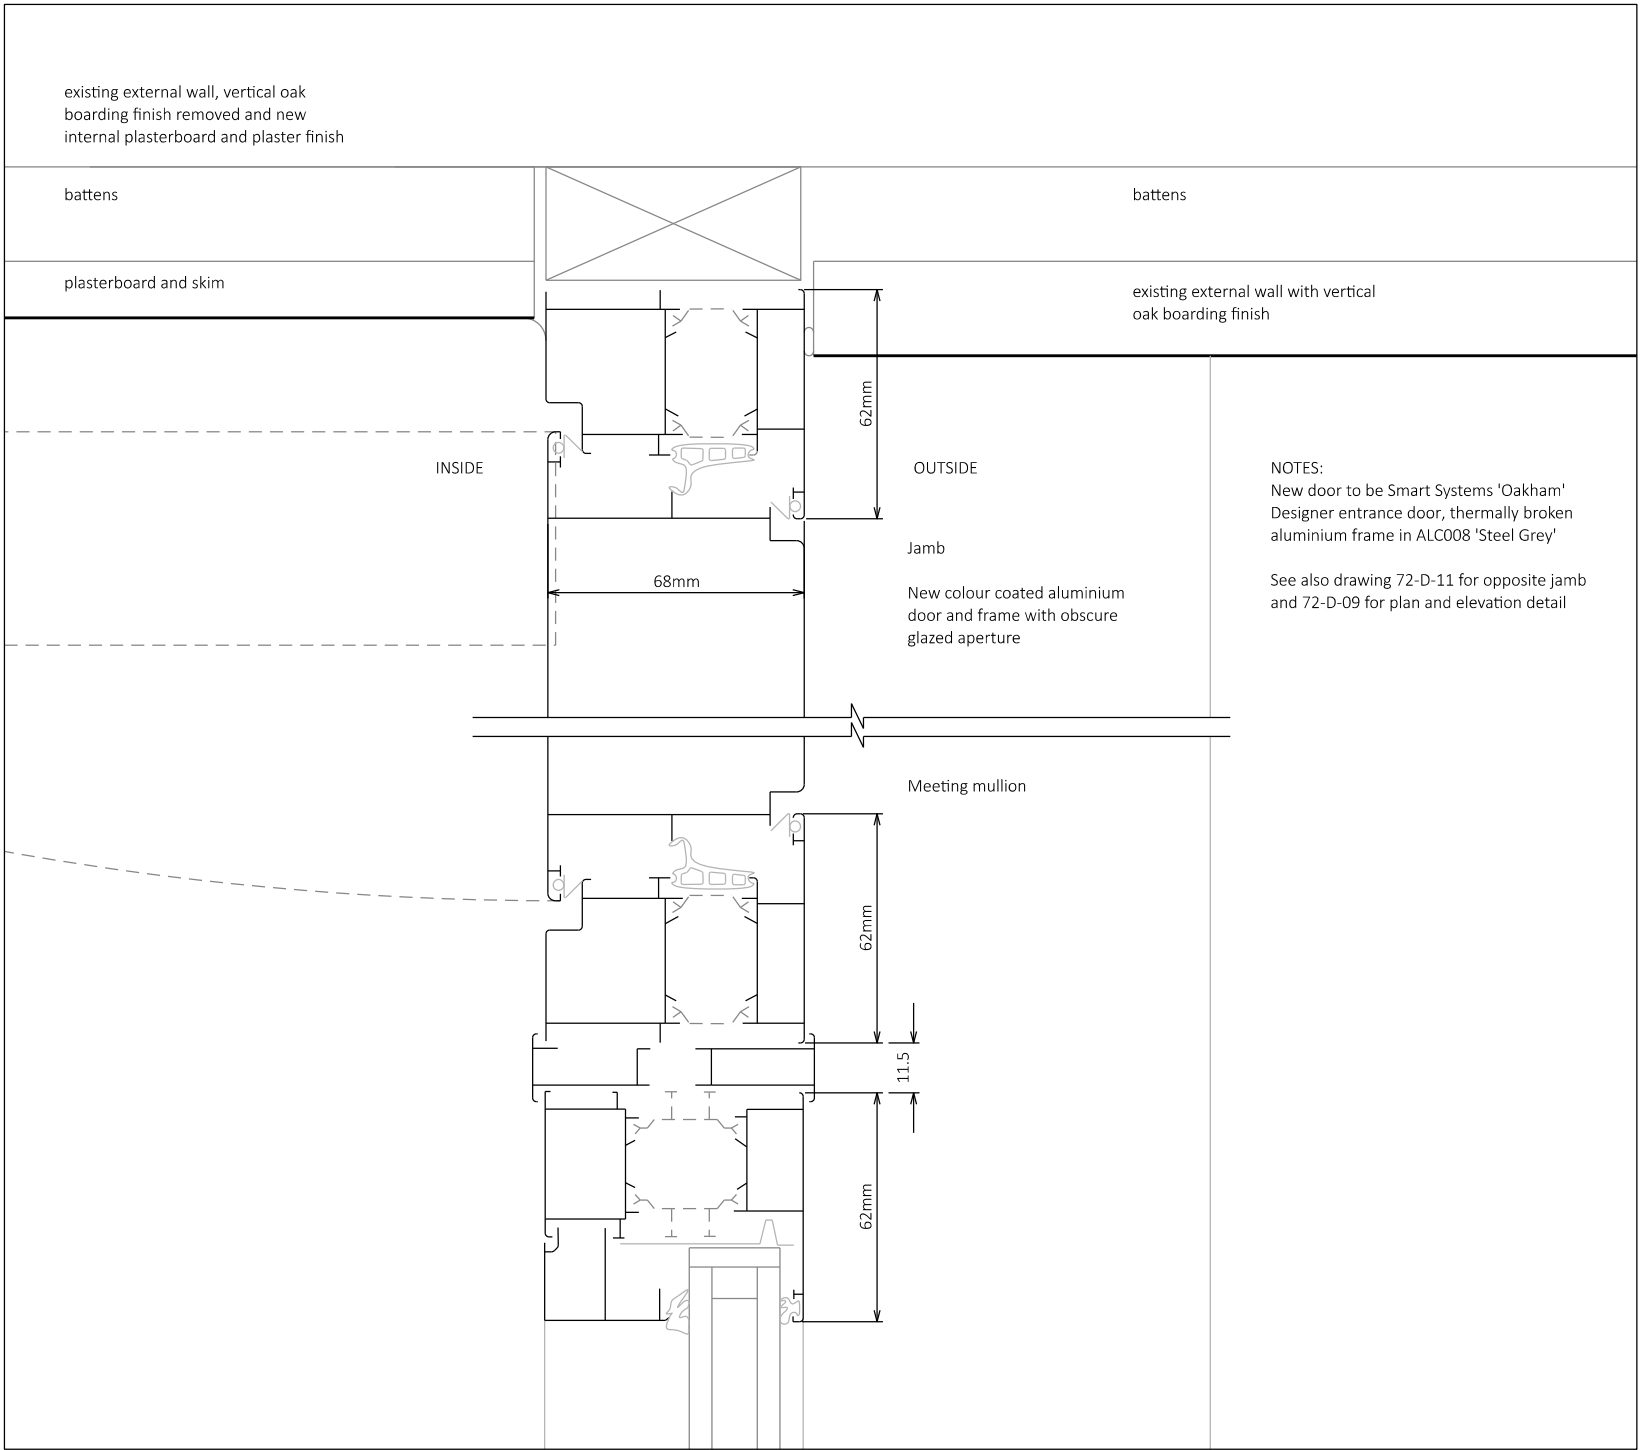 existing external wall, vertical oak
boarding finish removed and new
internal plasterboard and plaster finish
battens
battens
plasterboard and skim
existing external wall with vertical
oak boarding finish
62mm
INSIDE
OUTSIDE
NOTES:
New door to be Smart Systems 'Oakham'
Designer entrance door, thermally broken
aluminium frame in ALC008 'Steel Grey'
See also drawing 72-D-11 for opposite jamb
and 72-D-09 for plan and elevation detail
Jamb
68mm
New colour coated aluminium
door and frame with obscure
glazed aperture
Meeting mullion
62mm
11.5
62mm